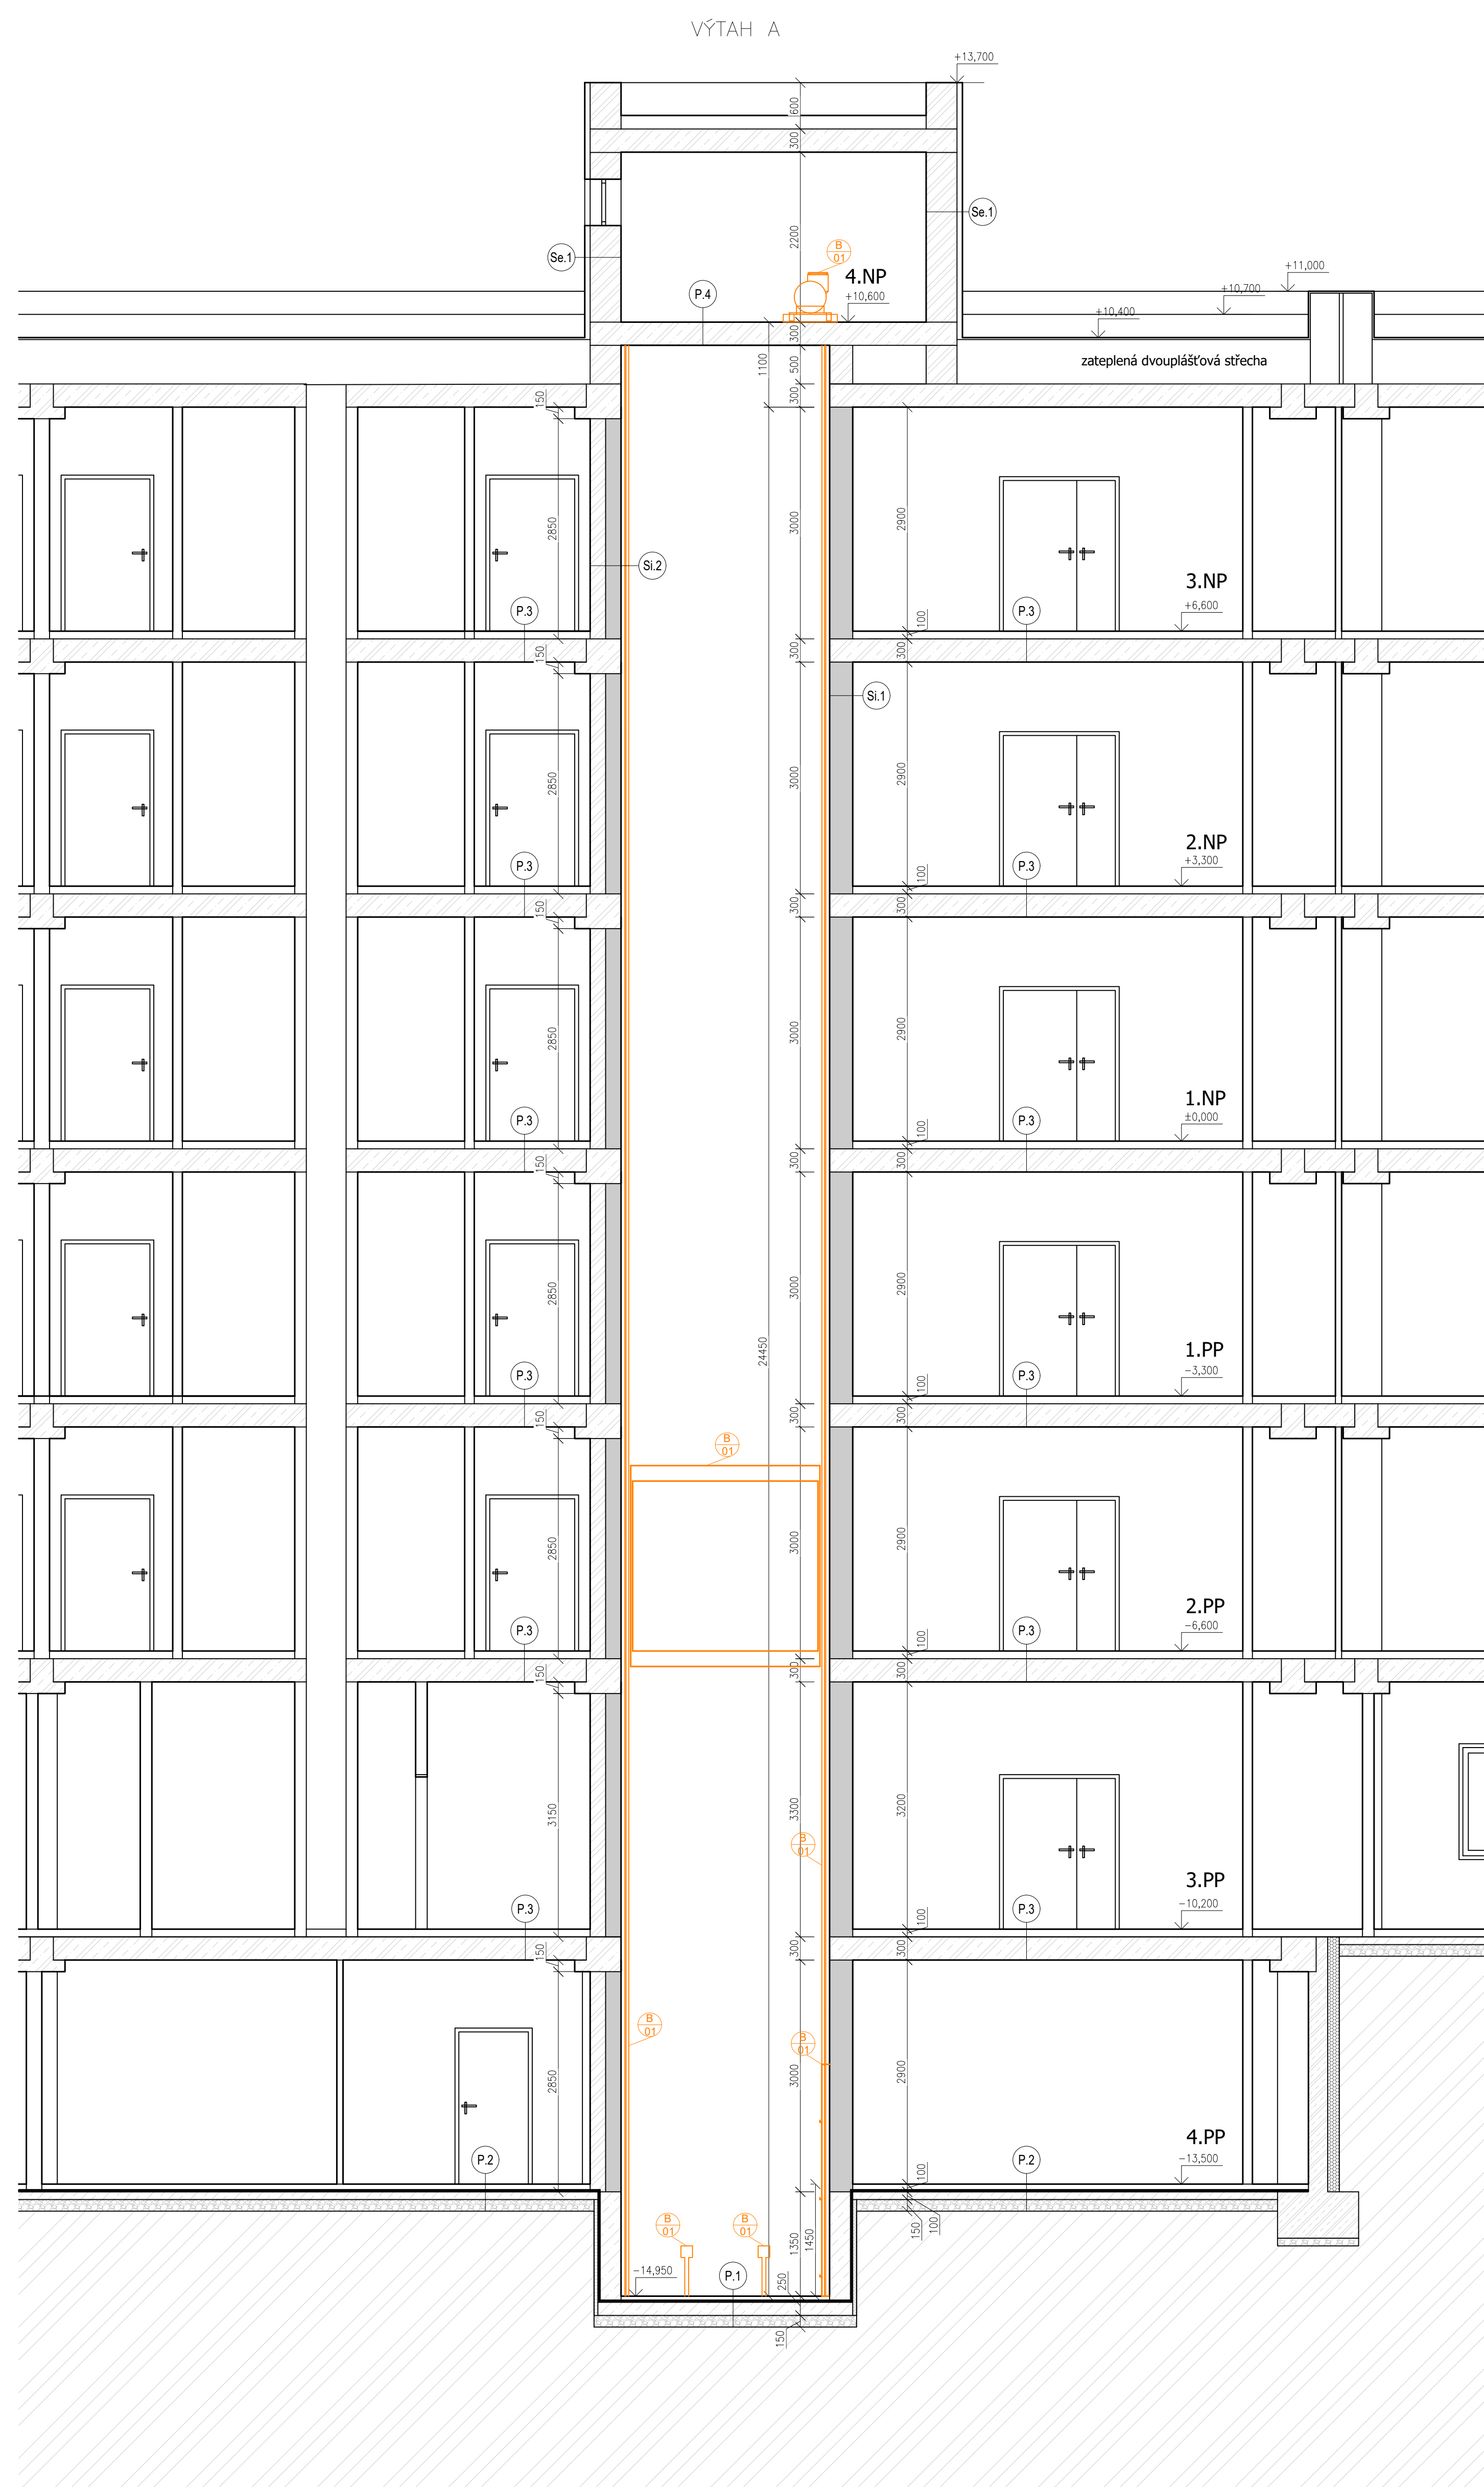 VÝTAH A
+13,700
600
300
Se.1
2200
Se.1
B
01
4.NP
+10,600
P.4
+11,000
+10,700
+10,400
300
1100
500
zateplená dvouplášťová střecha
150
300
2850
3000
2900
Si.2
3.NP
+6,600
P.3
P.3
100
150
300
300
Si.1
2850
3000
2900
2.NP
+3,300
P.3
P.3
100
150
300
300
2850
3000
2900
1.NP
±0,000
P.3
P.3
100
150
300
300
2850
3000
2900
24450
1.PP
-3,300
P.3
P.3
100
150
300
300
B
01
2850
3000
2900
2.PP
-6,600
P.3
P.3
100
150
300
300
3150
3300
3200
B
01
3.PP
-10,200
P.3
P.3
100
150
300
300
B
01
B
01
2850
3000
2900
4.PP
-13,500
P.2
P.2
100
150
100
B
01
B
01
1350
1450
-14,950
P.1
250
150